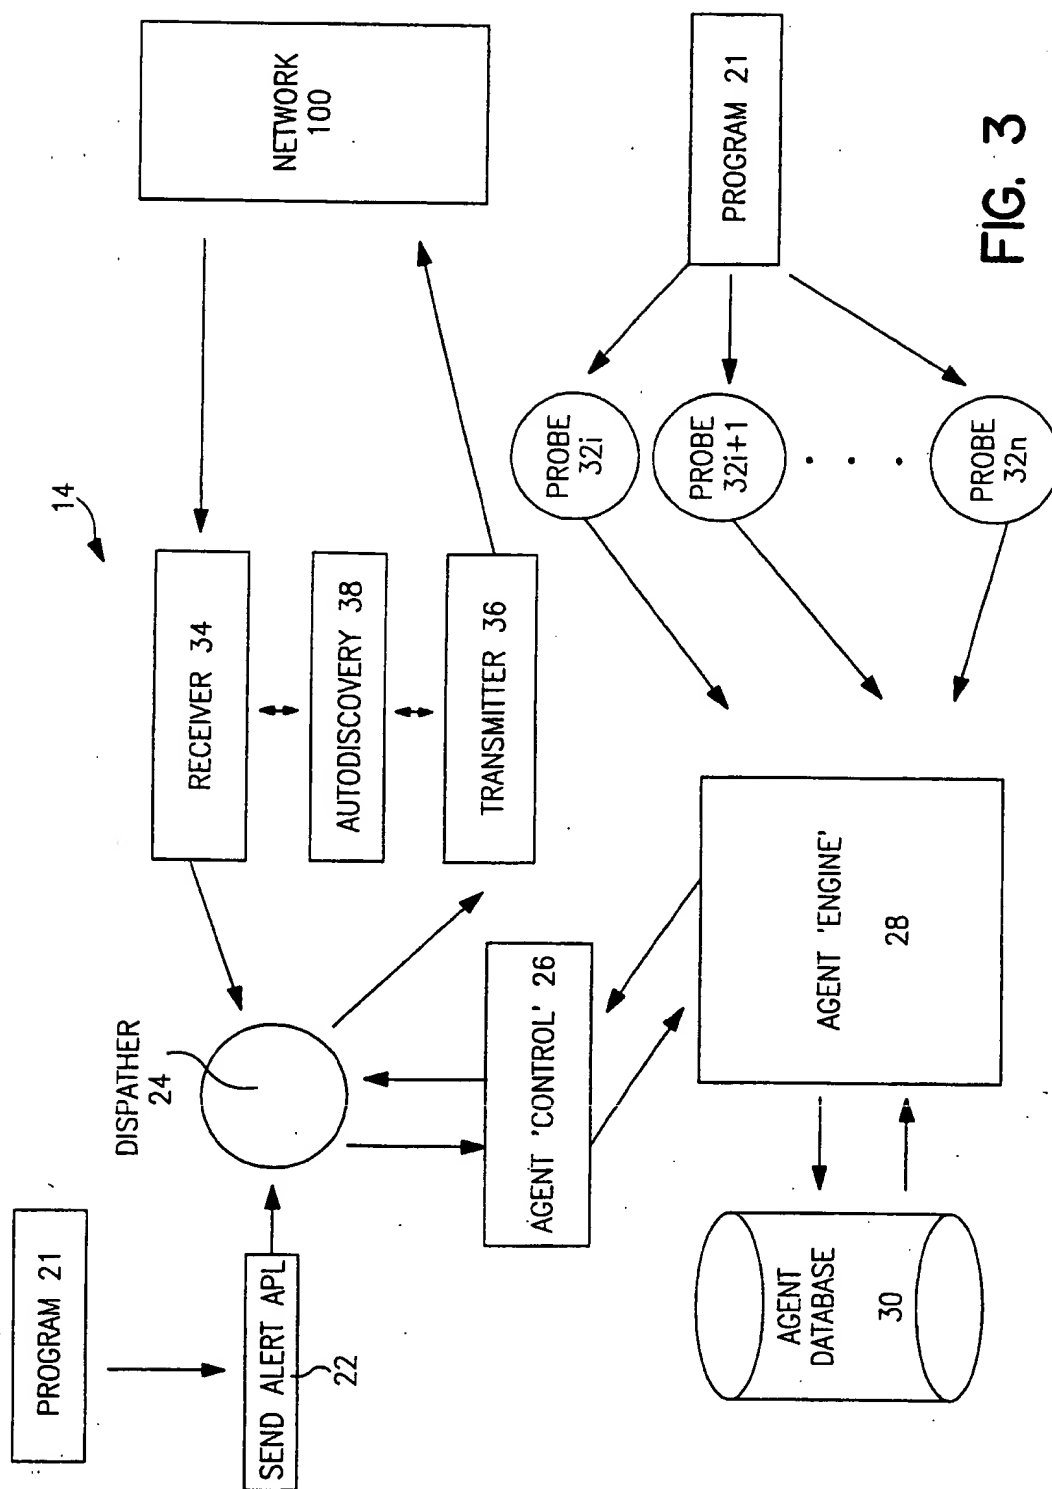 PROGRAM 21
SEND ALERT APL
22
DISPATHER
24
14
RECEIVER 34
AUTODISCOVERY 38
TRANSMITTER 36
NETWORK
100
AGENT 'CONTROL' 26
AGENT
DATABASE
30
AGENT 'ENGINE'
28
PROBE
32i
PROBE
32i+1
PROBE
32n
PROGRAM 21
FIG. 3